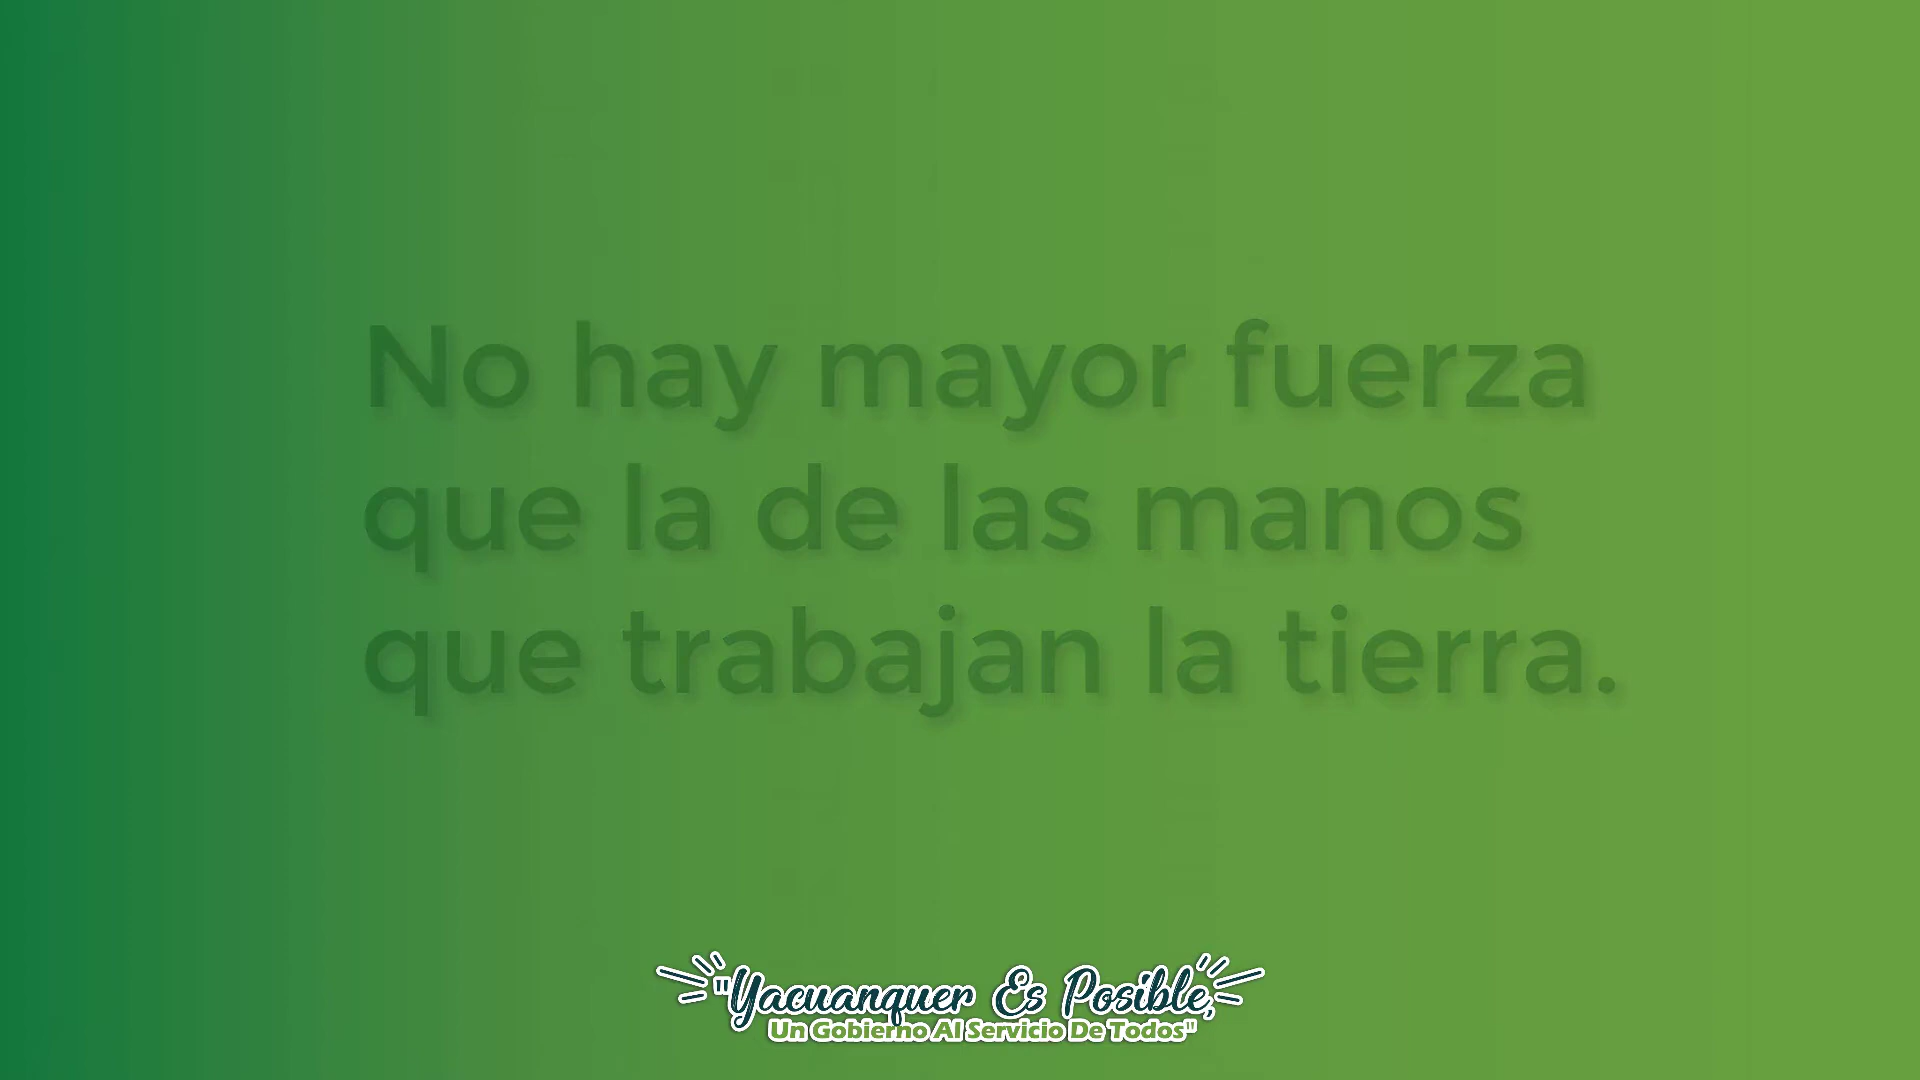 No hay mayor fuerza
que la de las manos
que trabajan la tierra.
"Yacuanquer Es Posible,
Un Gobierno Al Servicio De Todos"